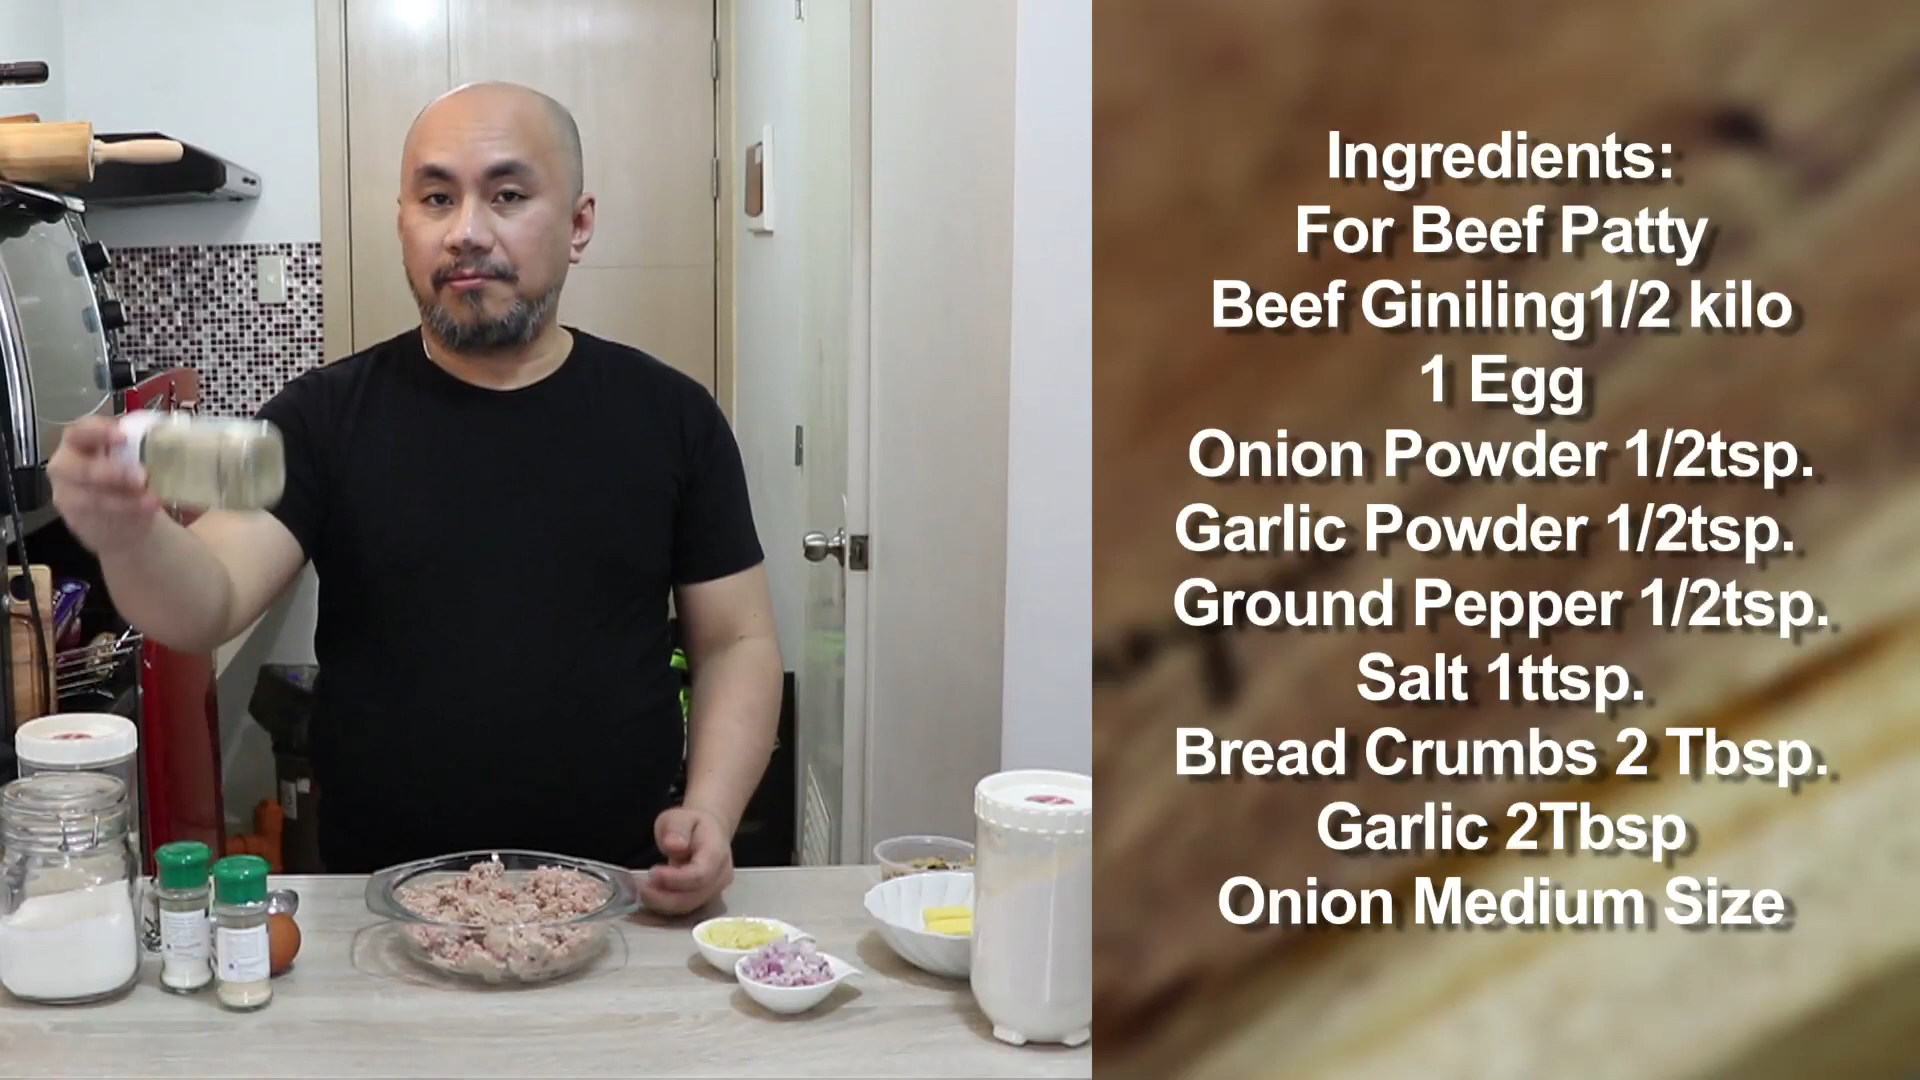 Ingredients:
For Beef Patty
Beef Giniling1/2 kilo
1 Egg
Onion Powder 1/2tsp.
Garlic Powder 1/2tsp.
Ground Pepper 1/2tsp.
Salt 1ttsp.
Bread Crumbs 2 Tbsp.
Garlic 2Tbsp
Onion Medium Size